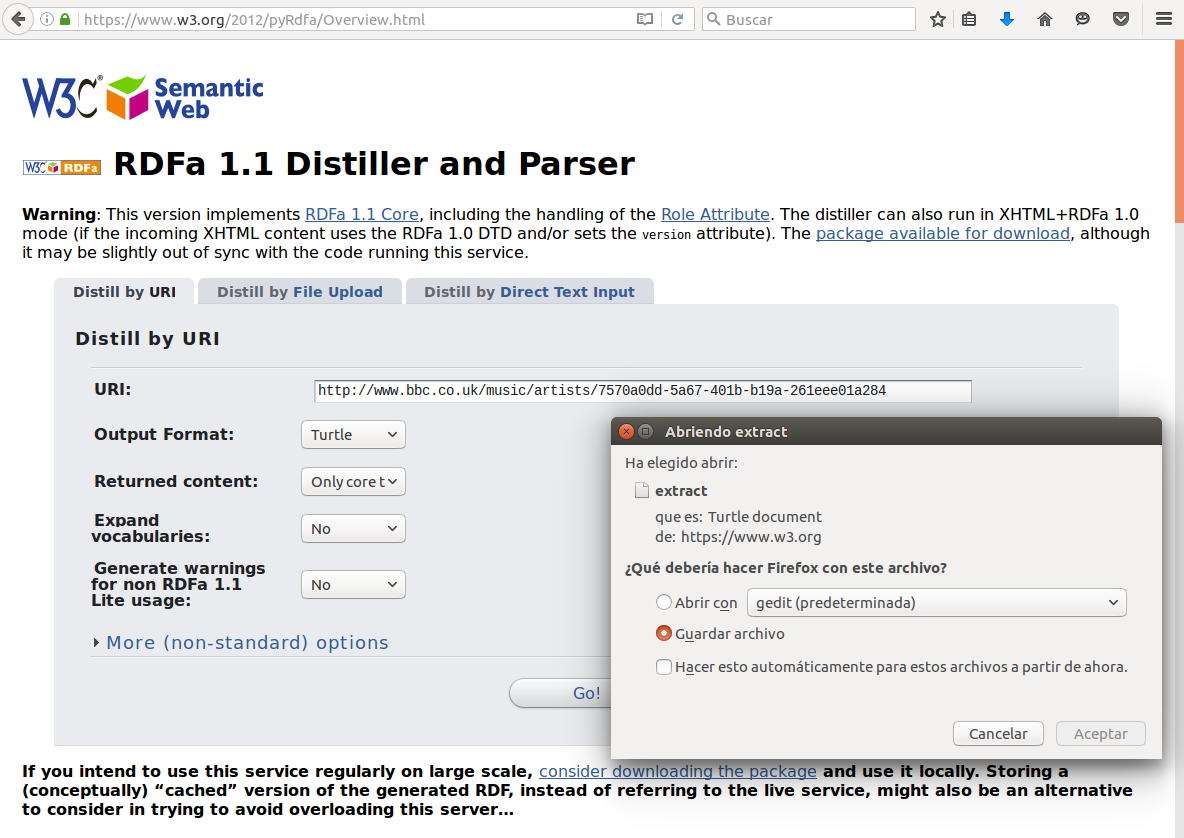 https://www.w3.org/2012/pyRdfa/Overview.html
Buscar
W3C® Semantic
Web
W3C RDFa RDFa 1.1 Distiller and Parser
Warning: This version implements RDFa 1.1 Core, including the handling of the Role Attribute. The distiller can also run in XHTML+RDFa 1.0
mode (if the incoming XHTML content uses the RDFa 1.0 DTD and/or sets the version attribute). The package available for download, although
it may be slightly out of sync with the code running this service.
Distill by URI
Distill by File Upload
Distill by Direct Text Input
Distill by URI
URI:
http://www.bbc.co.uk/music/artists/7570a0dd-5a67-401b-b19a-261eee01a284
Output Format:
Turtle
Returned content:
Only core t
Expand
vocabularies:
No
Generate warnings
for non RDFa 1.1
Lite usage:
No
More (non-standard) options
Go!
Abriendo extract
Ha elegido abrir:
extract
que es: Turtle document
de: https://www.w3.org
¿Qué debería hacer Firefox con este archivo?
Abrir con
gedit (predeterminada)
Guardar archivo
Hacer esto automáticamente para estos archivos a partir de ahora.
Cancelar
Aceptar
If you intend to use this service regularly on large scale, consider downloading the package and use it locally. Storing a
(conceptually) “cached” version of the generated RDF, instead of referring to the live service, might also be an alternative
to consider in trying to avoid overloading this server…